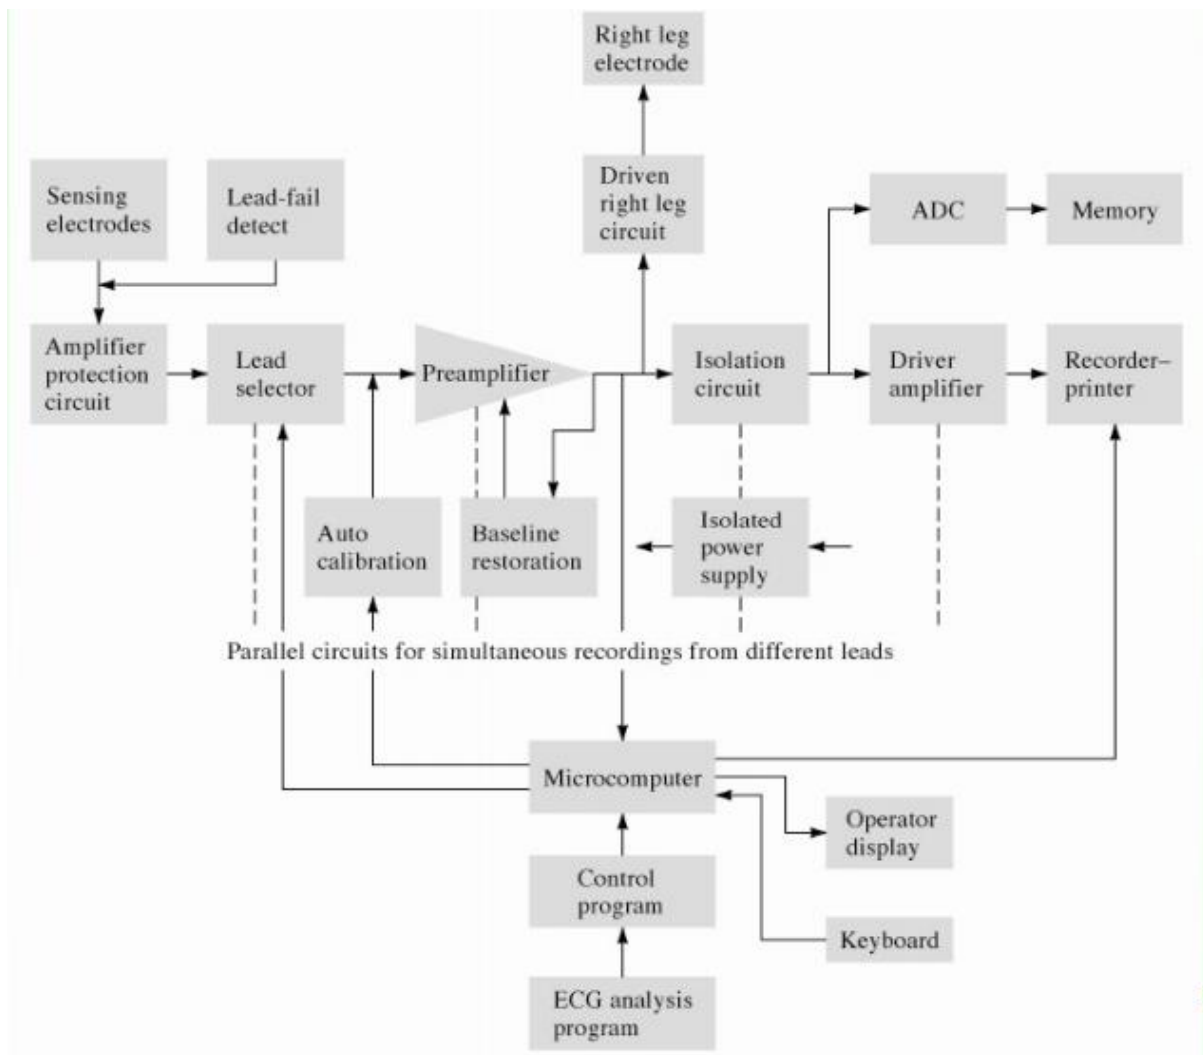 Right leg
electrode
Sensing
electrodes
Lead-fail
detect
Driven
right leg
circuit
ADC
Memory
Amplifier
protection
circuit
Lead
selector
Preamplifier
Isolation
circuit
Driver
amplifier
Recorder–
printer
Auto
calibration
Baseline
restoration
Isolated
power
supply
Parallel circuits for simultaneous recordings from different leads
Microcomputer
Operator
display
Control
program
Keyboard
ECG analysis
program